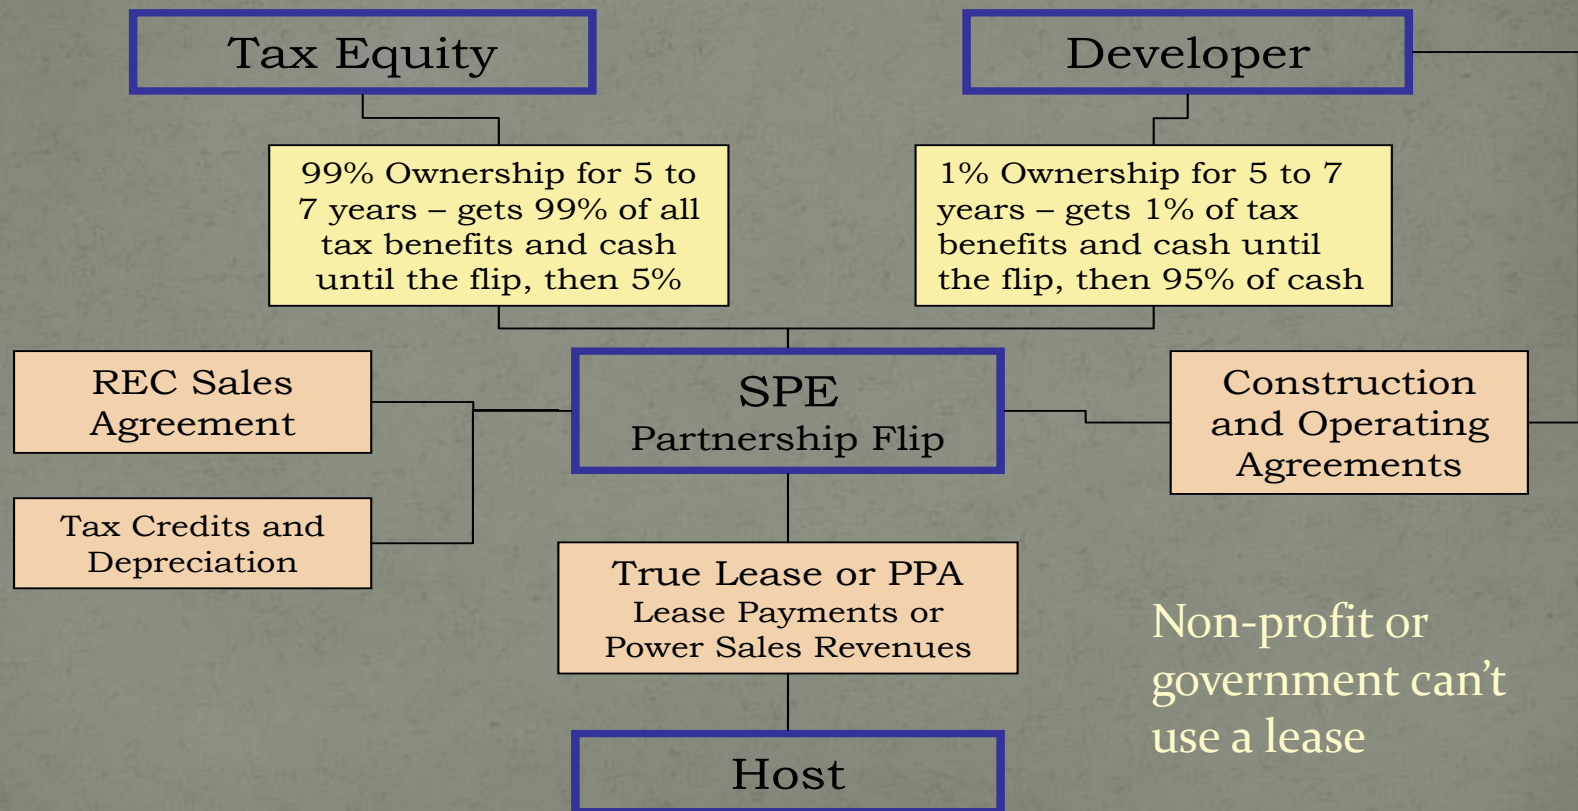 Tax Equity
Developer
99% Ownership for 5 to
7 years – gets 99% of all
tax benefits and cash
until the flip, then 5%
1% Ownership for 5 to 7
years – gets 1% of tax
benefits and cash until
the flip, then 95% of cash
REC Sales
Agreement
SPE
Partnership Flip
Construction
and Operating
Agreements
Tax Credits and
Depreciation
True Lease or PPA
Lease Payments or
Power Sales Revenues
Non-profit or
government can’t
use a lease
Host